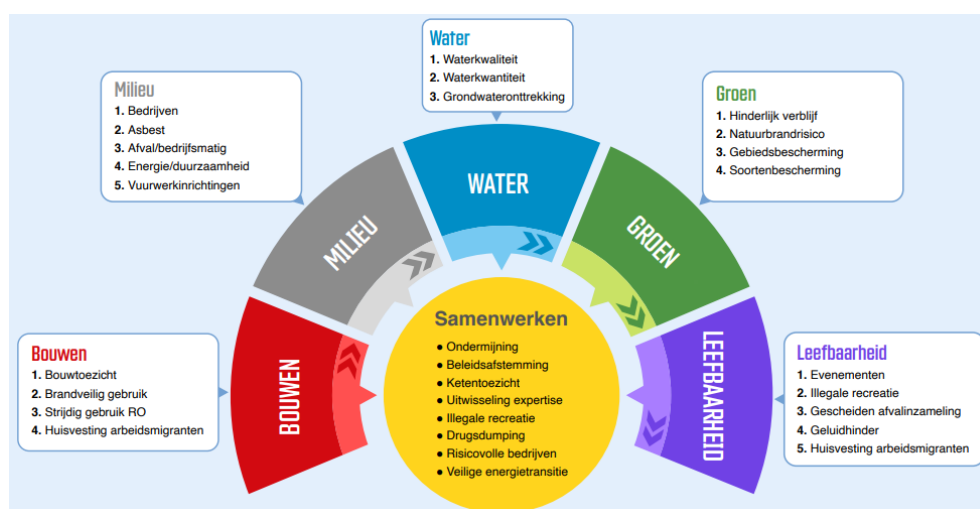 Water
1. Waterkwaliteit
2. Waterkwantiteit
3. Grondwateronttrekking
Milieu
1. Bedrijven
2. Asbest
3. Afval/bedrijfsmatig
4. Energie/duurzaamheid
5. Vuurwerkinrichtingen
Groen
1. Hinderlijk verblijf
2. Natuurbrandrisico
3. Gebiedsbescherming
4. Soortenbescherming
WATER
MILIEU
GROEN
BOUWEN
LEEFBAARHEID
Bouwen
1. Bouwtoezicht
2. Brandveilig gebruik
3. Strijdig gebruik RO
4. Huisvesting arbeidsmigranten
Samenwerken
• Ondermijning
• Beleidsafstemming
• Ketentoezicht
• Uitwisseling expertise
• Illegale recreatie
• Drugsdumping
• Risicovolle bedrijven
• Veilige energietransitie
Leefbaarheid
1. Evenementen
2. Illegale recreatie
3. Gescheiden afvalinzameling
4. Geluidhinder
5. Huisvesting arbeidsmigranten